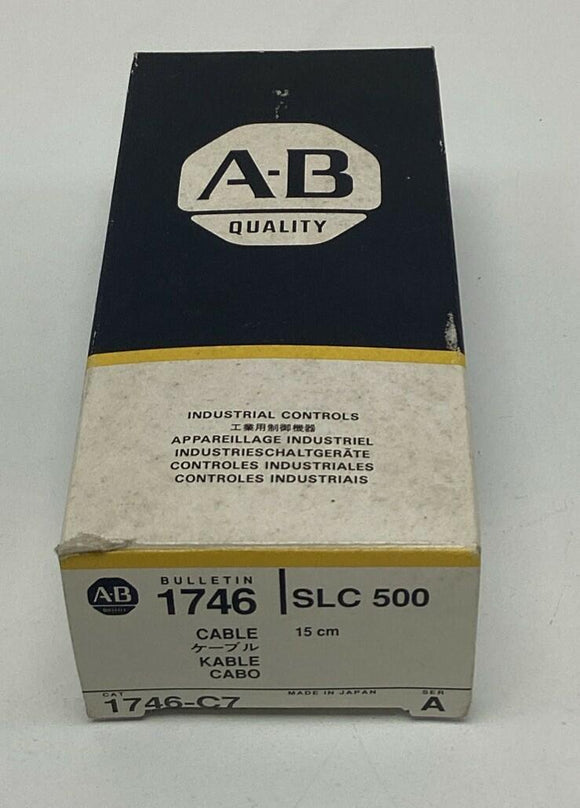 A-B
QUALITY
INDUSTRIAL CONTROLS
工業用制御機器
APPAREILLAGE INDUSTRIEL
INDUSTRIESCHALTGERÄTE
CONTROLES INDUSTRIALES
CONTROLES INDUSTRIAIS
A-B
QUALITY
BULLETIN
1746 SLC 500
CABLE 15 cm
ケーブル
KABLE
CABO
CAT MADE IN JAPAN SER
1746-C7 A